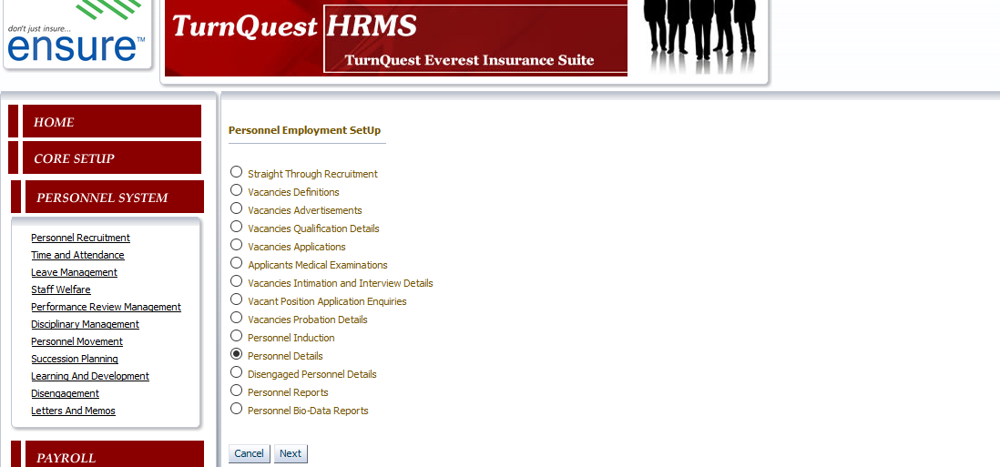 don't just insure...
ensure™
TurnQuest HRMS
TurnQuest Everest Insurance Suite
HOME
CORE SETUP
PERSONNEL SYSTEM
Personnel Recruitment
Time and Attendance
Leave Management
Staff Welfare
Performance Review Management
Disciplinary Management
Personnel Movement
Succession Planning
Learning And Development
Disengagement
Letters And Memos
PAYROLL
Personnel Employment SetUp
Straight Through Recruitment
Vacancies Definitions
Vacancies Advertisements
Vacancies Qualification Details
Vacancies Applications
Applicants Medical Examinations
Vacancies Intimation and Interview Details
Vacant Position Application Enquiries
Vacancies Probation Details
Personnel Induction
Personnel Details
Disengaged Personnel Details
Personnel Reports
Personnel Bio-Data Reports
Cancel Next